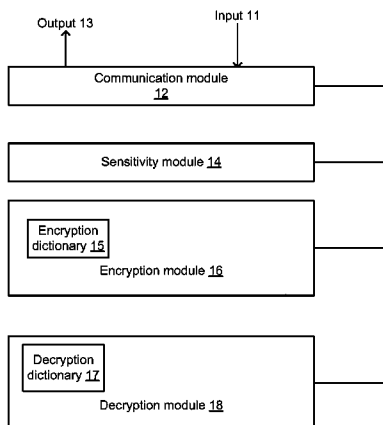 Output 13
Input 11
Communication module
12
Sensitivity module 14
Encryption
dictionary 15
Encryption module 16
Decryption
dictionary 17
Decryption module 18